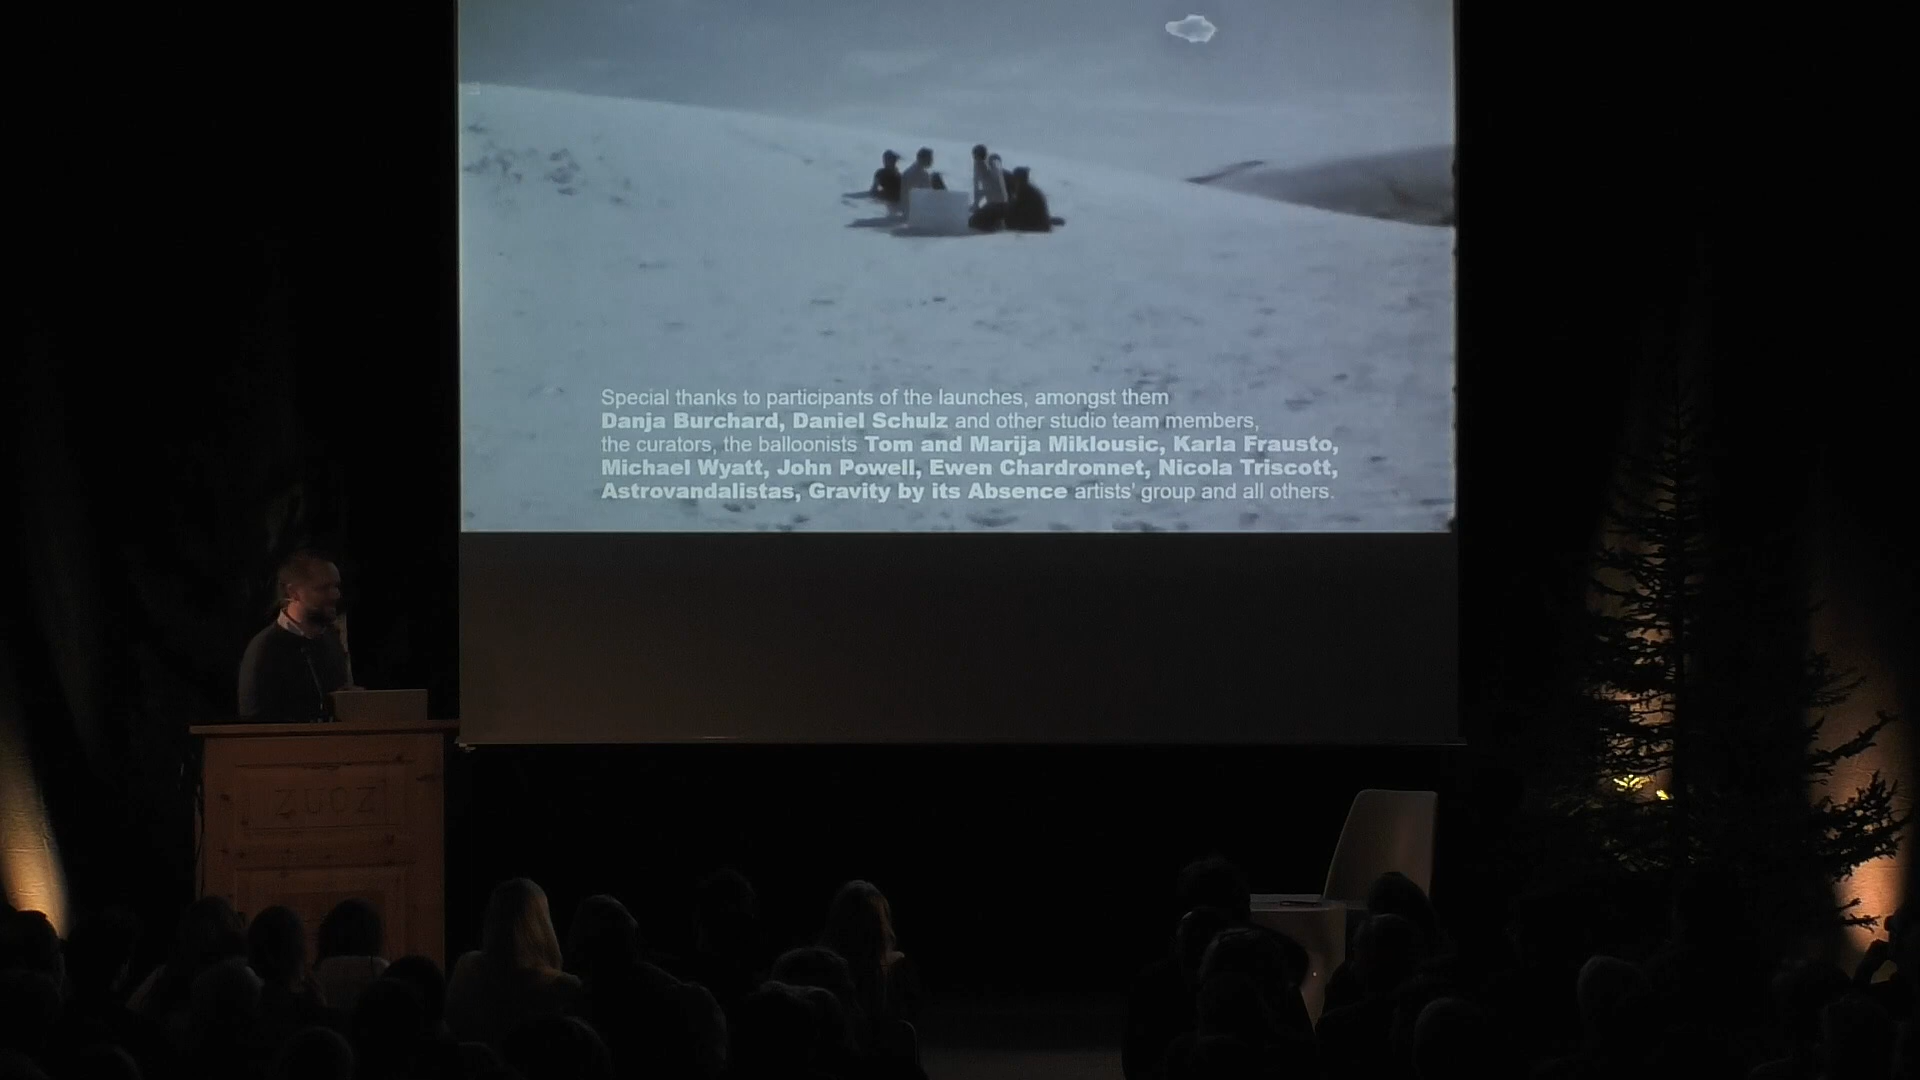 Special thanks to participants of the launches, amongst them
Danja Burchard, Daniel Schulz and other studio team members,
the curators, the balloonists Tom and Marija Miklousic, Karla Frausto,
Michael Wyatt, John Powell, Ewen Chardronnet, Nicola Triscott,
Astrovandalistas, Gravity by its Absence artists' group and all others.
ZUOZ